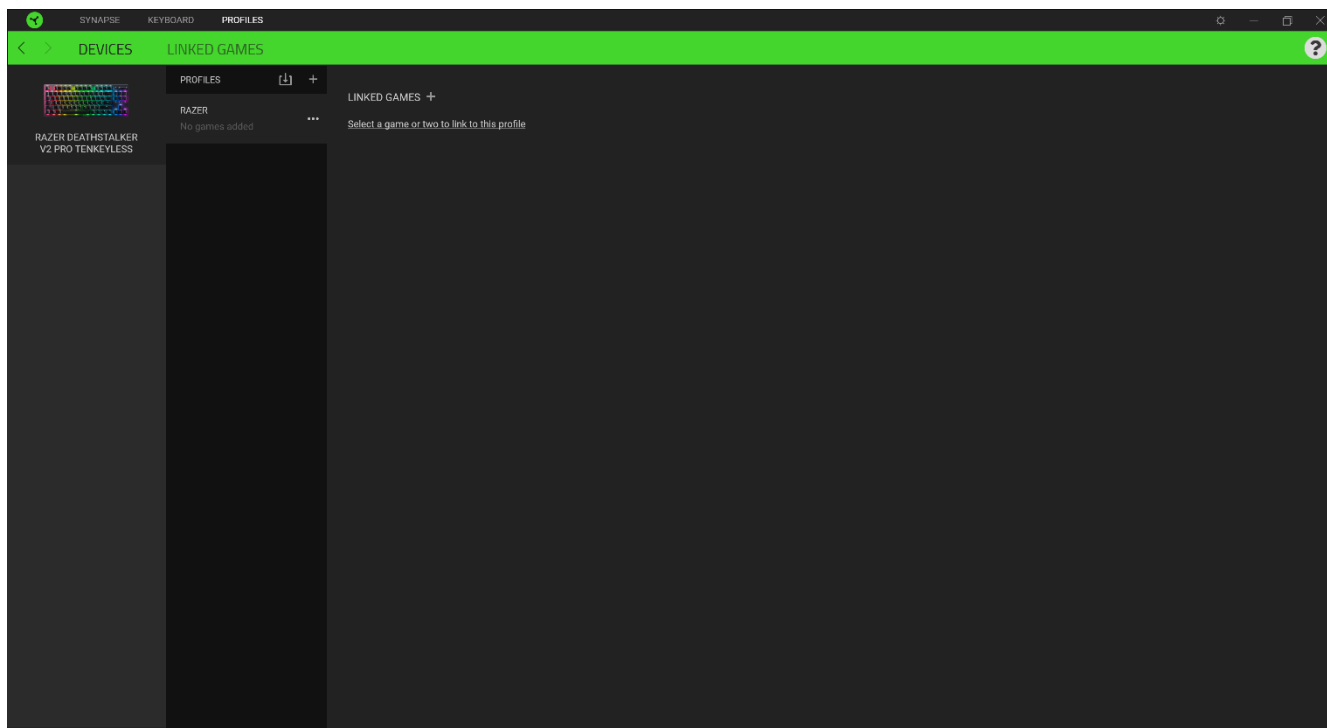 SYNAPSE KEYBOARD PROFILES
DEVICES LINKED GAMES
?
RAZER DEATHSTALKER
V2 PRO TENKEYLESS
PROFILES
RAZER
No games added
LINKED GAMES +
Select a game or two to link to this profile